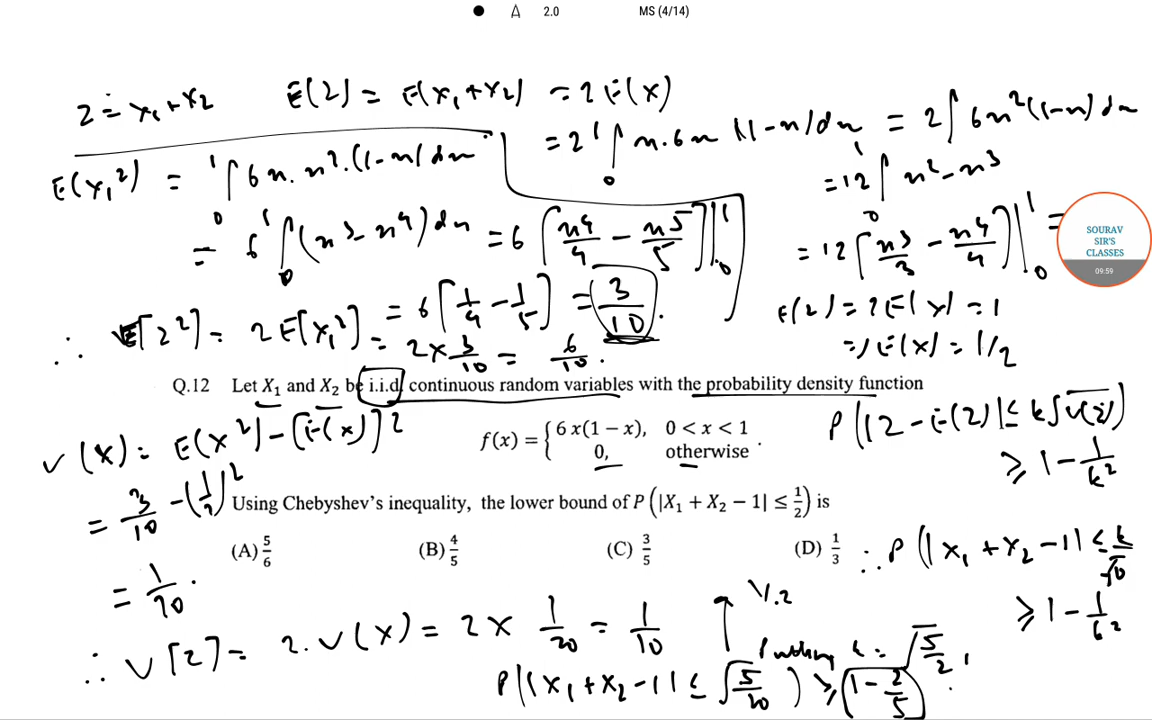 ● A 2.0 MS (4/14)
Z = X₁+X₂ E(Z) = E(X₁+X₂) = 2E(X)
= 2 ∫₀¹ x.6x (1-x)dx = 2∫6x²(1-x)dx
= 12 ∫₀¹ x²-x³
= 12 [x³/3 - x⁴/4]|₀¹ =
E(Z) = 2E(X) = 1
=) E(X) = 1/2
E(X₁²) = ∫₀¹ 6x.x².(1-x)dx
= 6 ∫₀¹ (x³-x⁴)dx = 6 [x⁴/4 - x⁵/5]|₀¹
= 6 [1/4 - 1/5] = 3/10.
∴ E[Z²] = 2E[X₁²] = 2×3/10 = 6/10.
SOURAV
SIR'S
CLASSES
09:59
Q.12 Let X₁ and X₂ be i.i.d. continuous random variables with the probability density function
f(x) = { 6 x(1 − x), 0 < x < 1
0, otherwise .
Using Chebyshev's inequality, the lower bound of P (|X₁ + X₂ − 1| ≤ 1/2) is
(A) 5/6 (B) 4/5 (C) 3/5 (D) 1/3
V(X) = E(X²) - [E(X)]²
= 3/10 - (1/2)²
= 1/20.
∴ V[Z] = 2.V(X) = 2 × 1/20 = 1/10
P(|Z - E(Z)| ≤ k√V(Z))
≥ 1 - 1/k²
∴ P(|X₁ + X₂ - 1| ≤ k/√10
≥ 1 - 1/k²
Putting k = √5/2,
P(|X₁ + X₂ - 1| ≤ √5/20) ≥ (1 - 2/5)